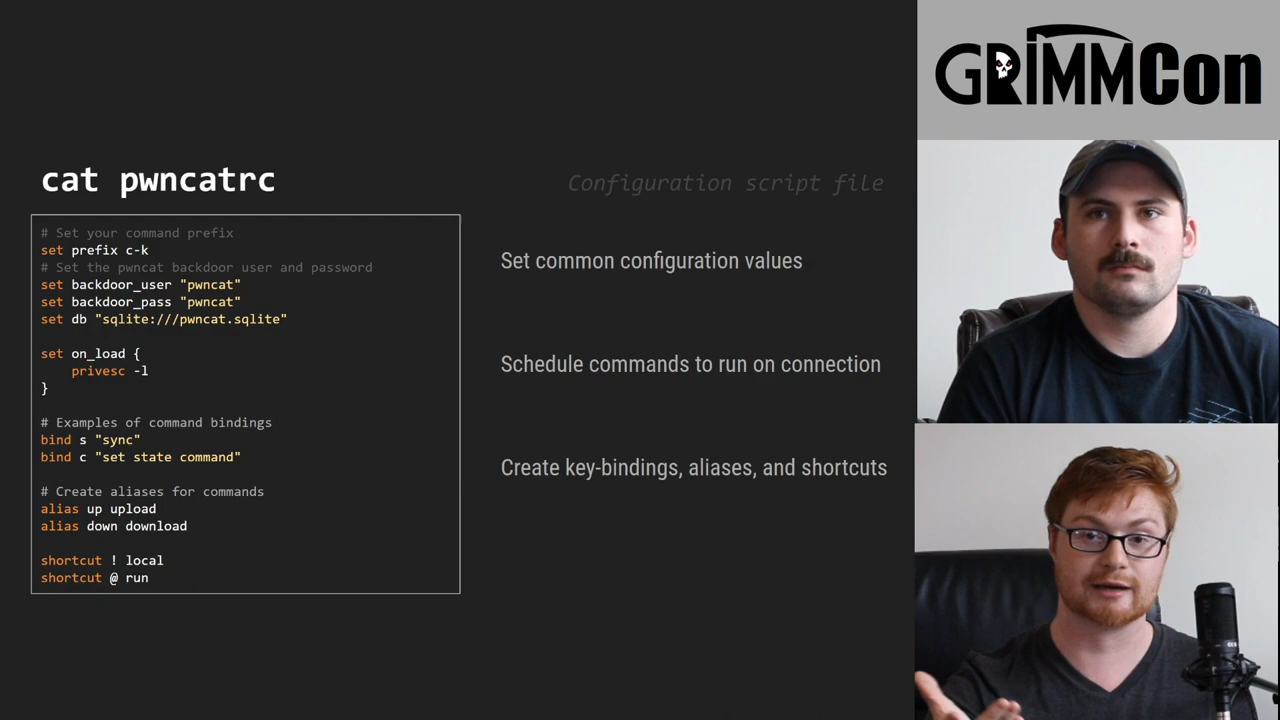 GRIMMCon
cat pwncatrc
Configuration script file
# Set your command prefix
set prefix c-k
# Set the pwncat backdoor user and password
set backdoor_user "pwncat"
set backdoor_pass "pwncat"
set db "sqlite:///pwncat.sqlite"
set on_load {
    privesc -l
}
# Examples of command bindings
bind s "sync"
bind c "set state command"
# Create aliases for commands
alias up upload
alias down download
shortcut ! local
shortcut @ run
Set common configuration values
Schedule commands to run on connection
Create key-bindings, aliases, and shortcuts